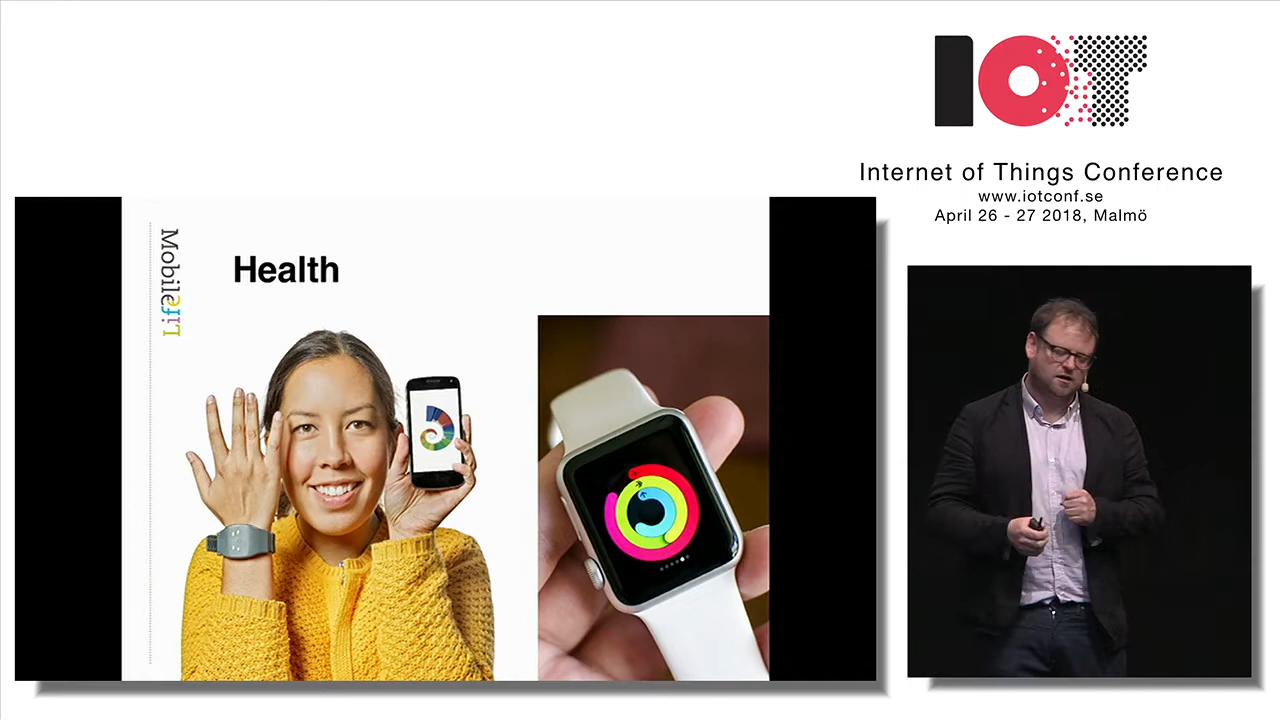 IOT
Internet of Things Conference
www.iotconf.se
April 26 - 27 2018, Malmö
MobileLife
Health